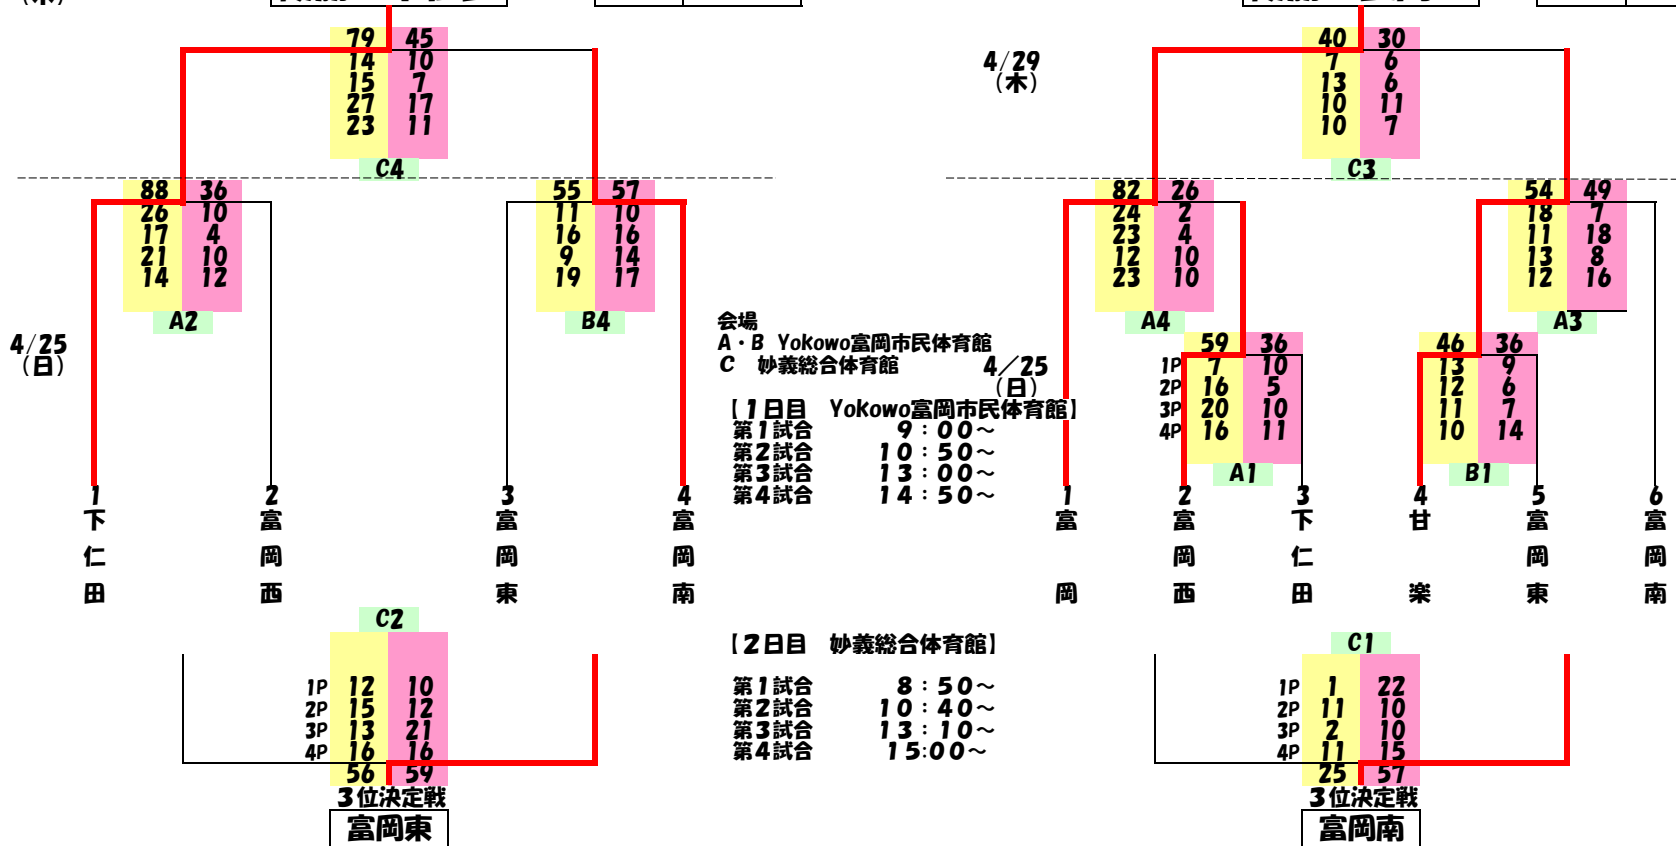 79 45
14 10
15 7
27 17
23 11
C4
4/29
(木)
40 30
7 6
13 6
10 11
10 7
C3
88 36
26 10
17 4
21 10
14 12
A2
55 57
11 10
16 16
9 14
19 17
B4
82 26
24 2
23 4
12 10
23 10
A4
54 49
18 7
11 18
13 8
12 16
A3
4/25
(日)
会場
A・B Yokowo富岡市民体育館
C 妙義総合体育館
4/25
(日)
59 36
1P 7 10
2P 16 5
3P 20 10
4P 16 11
A1
46 36
13 9
12 6
11 7
10 14
B1
【1日目 Yokowo富岡市民体育館】
第1試合 9:00~
第2試合 10:50~
第3試合 13:00~
第4試合 14:50~
1 下仁田
2 富岡西
3 富岡東
4 富岡南
1 富岡
2 富岡西
3 下仁田
4 甘楽
5 富岡東
6 富岡南
C2
1P 12 10
2P 15 12
3P 13 21
4P 16 16
56 59
3位決定戦
富岡東
【2日目 妙義総合体育館】
第1試合 8:50~
第2試合 10:40~
第3試合 13:10~
第4試合 15:00~
C1
1P 1 22
2P 11 10
3P 2 10
4P 11 15
25 57
3位決定戦
富岡南